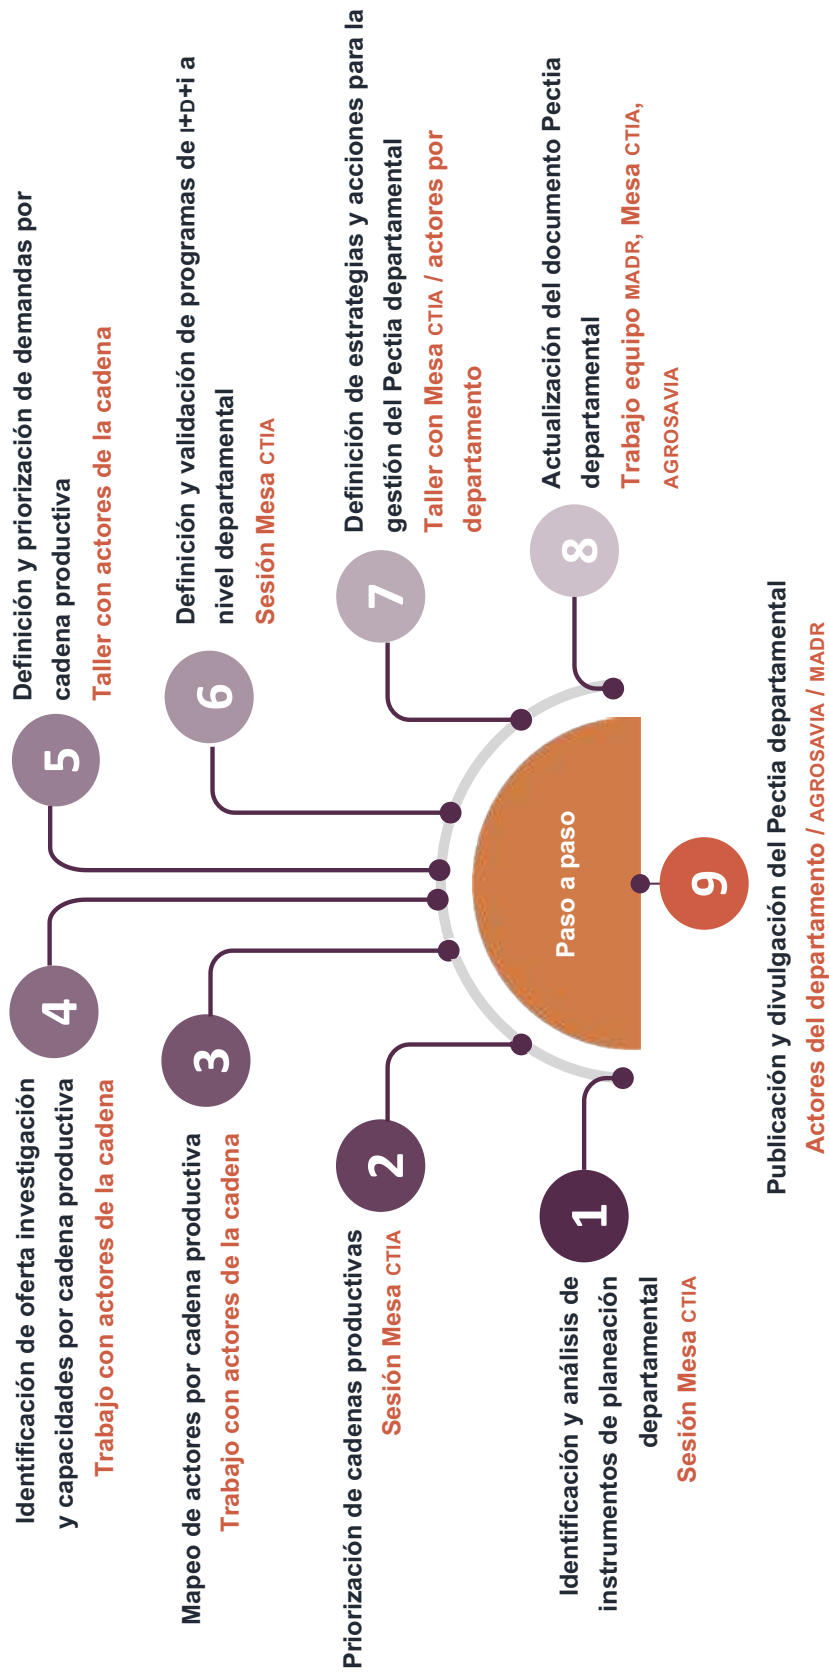 Paso a paso
1
Identificación y análisis de
instrumentos de planeación
departamental
Sesión Mesa CTIA
2
Priorización de cadenas productivas
Sesión Mesa CTIA
3
Mapeo de actores por cadena productiva
Trabajo con actores de la cadena
4
Identificación de oferta investigación
y capacidades por cadena productiva
Trabajo con actores de la cadena
5
Definición y priorización de demandas por
cadena productiva
Taller con actores de la cadena
6
Definición y validación de programas de I+D+i a
nivel departamental
Sesión Mesa CTIA
7
Definición de estrategias y acciones para la
gestión del Pectia departamental
Taller con Mesa CTIA / actores por
departamento
8
Actualización del documento Pectia
departamental
Trabajo equipo MADR, Mesa CTIA,
AGROSAVIA
9
Publicación y divulgación del Pectia departamental
Actores del departamento / AGROSAVIA / MADR